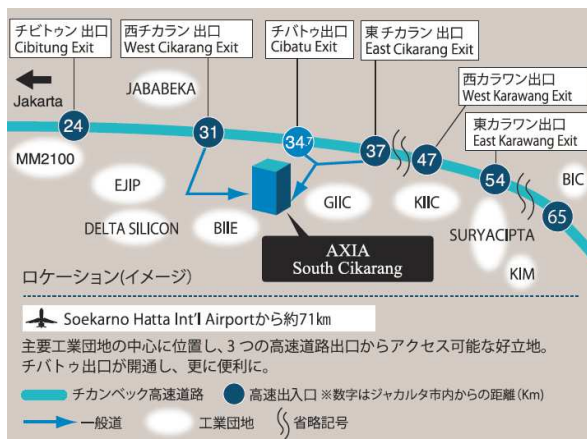 チビトゥン 出口
Cibitung Exit
西チカラン 出口
West Cikarang Exit
チバトゥ出口
Cibatu Exit
東 チカラン 出口
East Cikarang Exit
西カラワン出口
West Karawang Exit
東カラワン出口
East Karawang Exit
Jakarta
JABABEKA
24
31
34.7
37
47
54
65
BIC
MM2100
EJIP
DELTA SILICON
BIIE
GIIC
KIIC
SURYACIPTA
KIM
AXIA
South Cikarang
ロケーション(イメージ)
Soekarno Hatta Int'l Airportから約71km
主要工業団地の中心に位置し、3つの高速道路出口からアクセス可能な好立地。
チバトゥ出口が開通し、更に便利に。
チカンペック高速道路 高速出入口 ※数字はジャカルタ市内からの距離(Km)
一般道 工業団地 省略記号